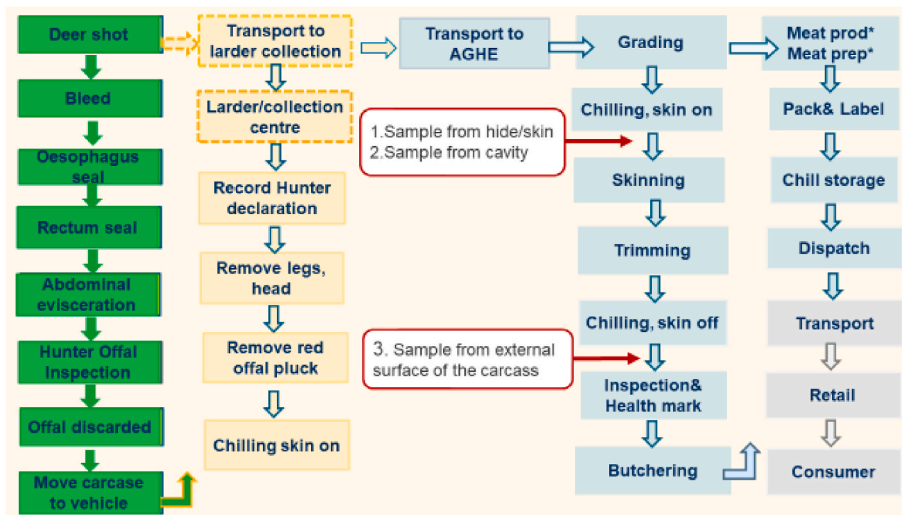 Deer shot
Bleed
Oesophagus
seal
Rectum seal
Abdominal
evisceration
Hunter Offal
Inspection
Offal discarded
Move carcase
to vehicle
Transport to
larder collection
Larder/collection
centre
Record Hunter
declaration
Remove legs,
head
Remove red
offal pluck
Chilling skin on
Transport to
AGHE
1.Sample from hide/skin
2.Sample from cavity
3. Sample from external
surface of the carcass
Grading
Chilling, skin on
Skinning
Trimming
Chilling, skin off
Inspection&
Health mark
Butchering
Meat prod*
Meat prep*
Pack& Label
Chill storage
Dispatch
Transport
Retail
Consumer